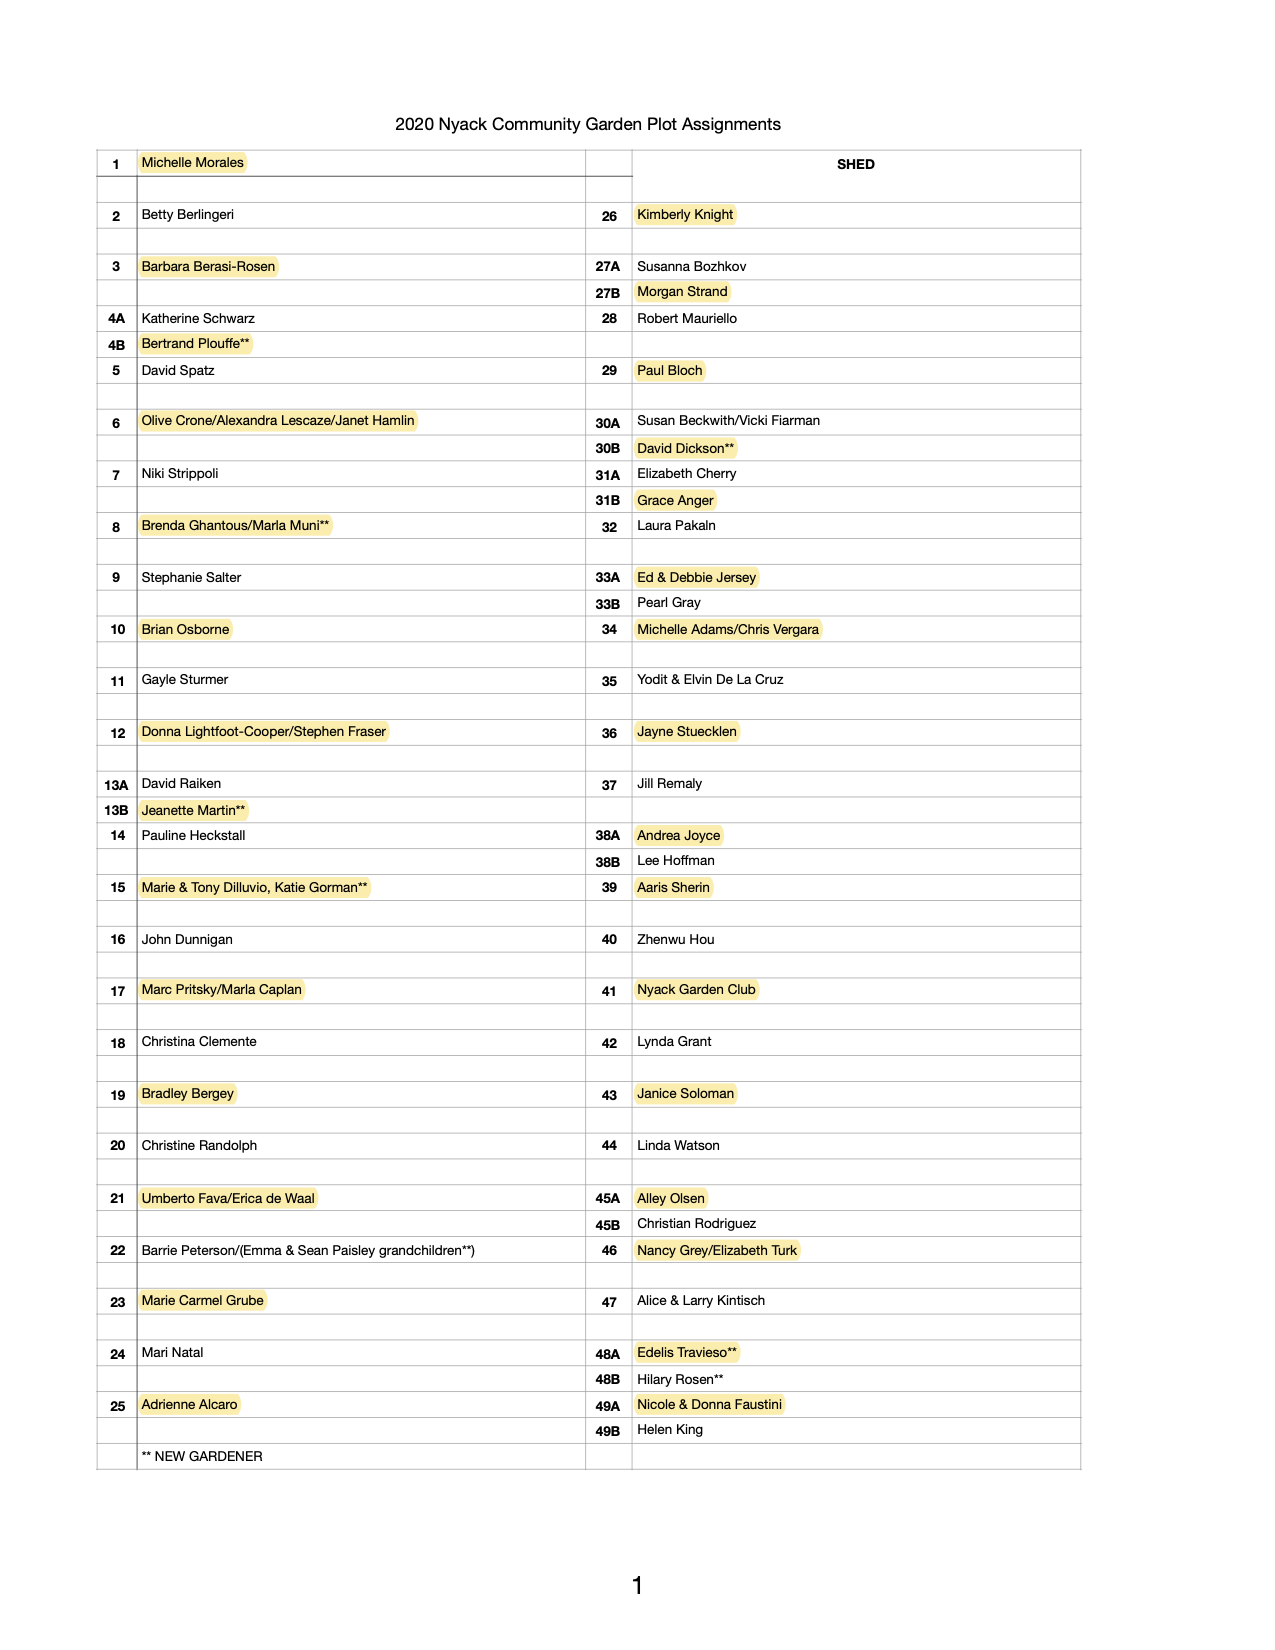 2020 Nyack Community Garden Plot Assignments
1 Michelle Morales SHED
2 Betty Berlingeri 26 Kimberly Knight
3 Barbara Berasi-Rosen 27A Susanna Bozhkov
27B Morgan Strand
4A Katherine Schwarz 28 Robert Mauriello
4B Bertrand Plouffe**
5 David Spatz 29 Paul Bloch
6 Olive Crone/Alexandra Lescaze/Janet Hamlin 30A Susan Beckwith/Vicki Fiarman
30B David Dickson**
7 Niki Strippoli 31A Elizabeth Cherry
31B Grace Anger
8 Brenda Ghantous/Marla Muni** 32 Laura Pakaln
9 Stephanie Salter 33A Ed & Debbie Jersey
33B Pearl Gray
10 Brian Osborne 34 Michelle Adams/Chris Vergara
11 Gayle Sturmer 35 Yodit & Elvin De La Cruz
12 Donna Lightfoot-Cooper/Stephen Fraser 36 Jayne Stuecklen
13A David Raiken 37 Jill Remaly
13B Jeanette Martin**
14 Pauline Heckstall 38A Andrea Joyce
38B Lee Hoffman
15 Marie & Tony Dilluvio, Katie Gorman** 39 Aaris Sherin
16 John Dunnigan 40 Zhenwu Hou
17 Marc Pritsky/Marla Caplan 41 Nyack Garden Club
18 Christina Clemente 42 Lynda Grant
19 Bradley Bergey 43 Janice Soloman
20 Christine Randolph 44 Linda Watson
21 Umberto Fava/Erica de Waal 45A Alley Olsen
45B Christian Rodriguez
22 Barrie Peterson/(Emma & Sean Paisley grandchildren**) 46 Nancy Grey/Elizabeth Turk
23 Marie Carmel Grube 47 Alice & Larry Kintisch
24 Mari Natal 48A Edelis Travieso**
48B Hilary Rosen**
25 Adrienne Alcaro 49A Nicole & Donna Faustini
49B Helen King
** NEW GARDENER
1